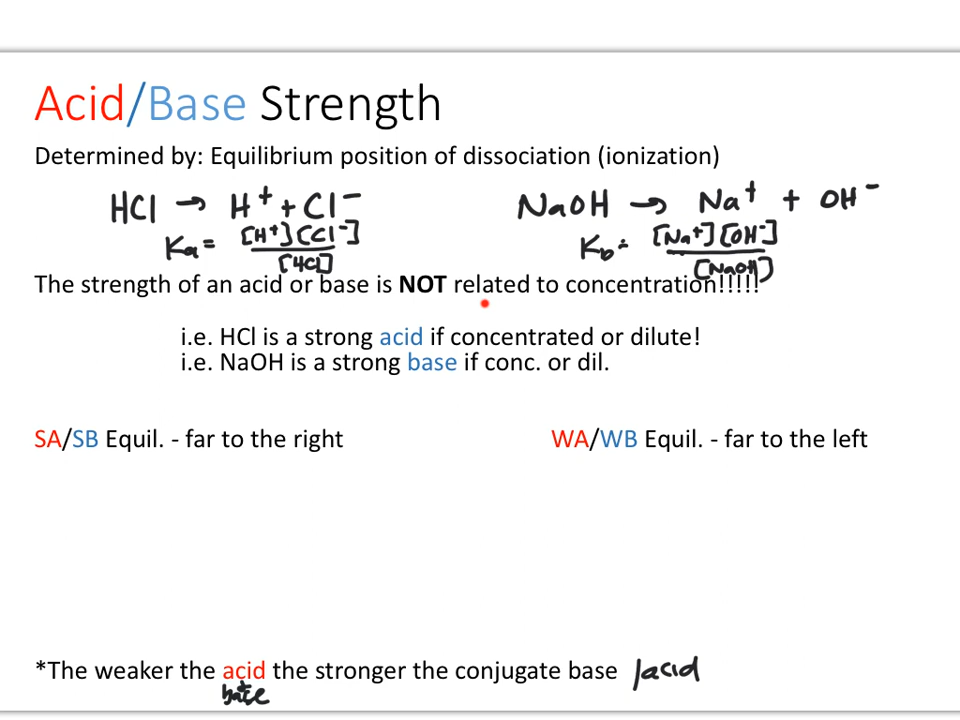 Acid/Base Strength
Determined by: Equilibrium position of dissociation (ionization)
HCl → H⁺ + Cl⁻
NaOH → Na⁺ + OH⁻
Ka = [H⁺][Cl⁻]
[HCl]
Kb = [Na⁺][OH⁻]
[NaOH]
The strength of an acid or base is NOT related to concentration!!!!!
i.e. HCl is a strong acid if concentrated or dilute!
i.e. NaOH is a strong base if conc. or dil.
SA/SB Equil. - far to the right
WA/WB Equil. - far to the left
*The weaker the acid the stronger the conjugate base /acid
base